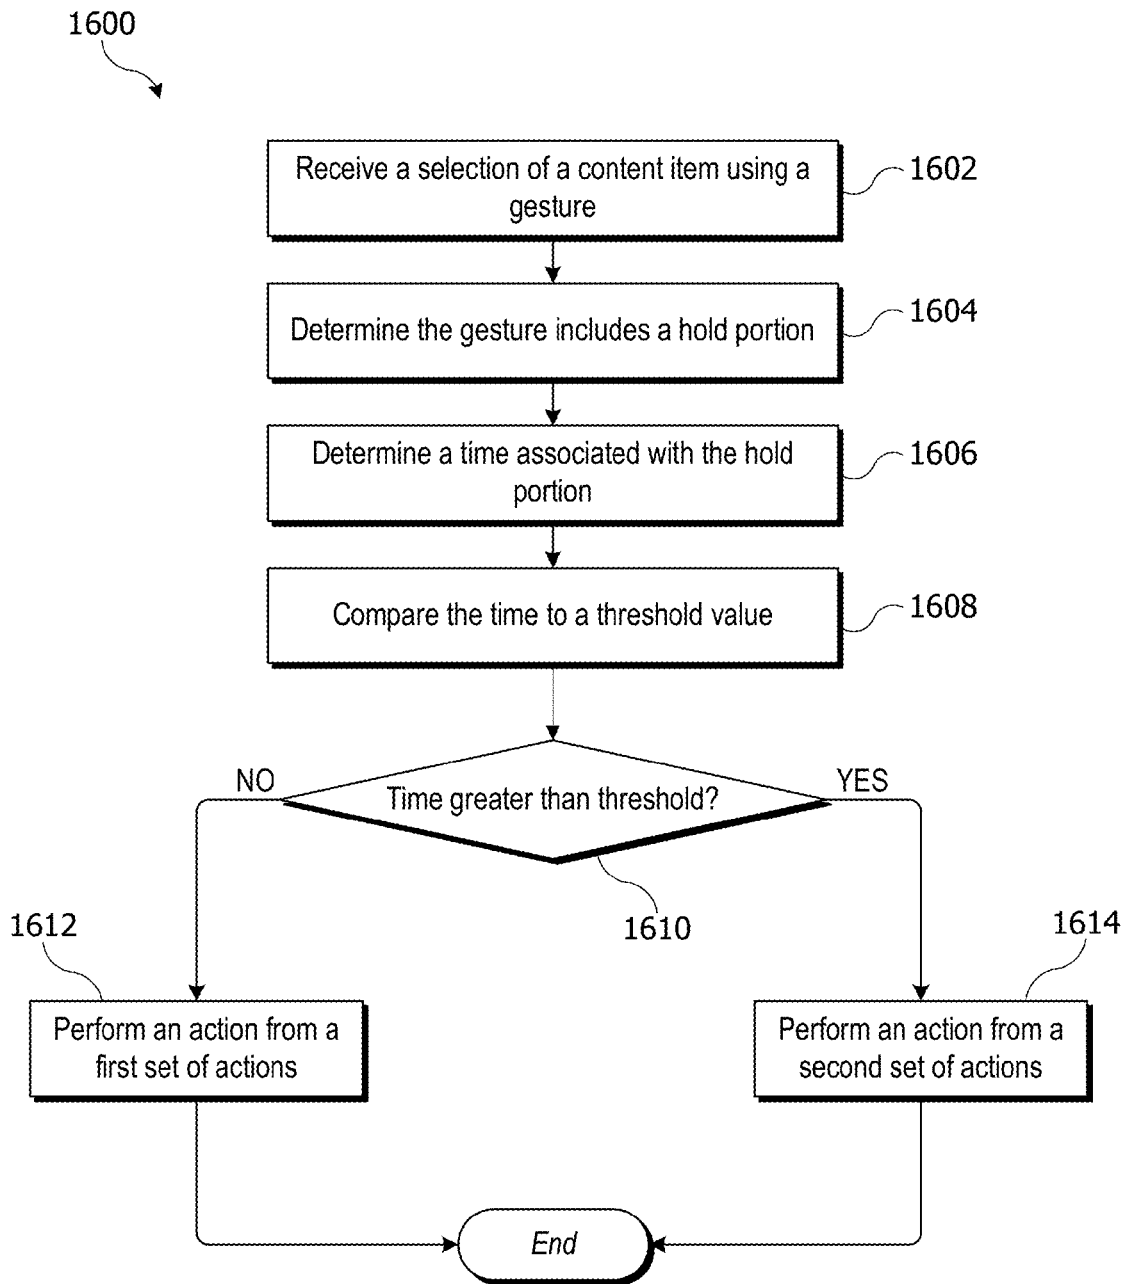 1600
Receive a selection of a content item using a
gesture
1602
Determine the gesture includes a hold portion
1604
Determine a time associated with the hold
portion
1606
Compare the time to a threshold value
1608
NO
Time greater than threshold?
YES
1610
1612
1614
Perform an action from a
first set of actions
Perform an action from a
second set of actions
End